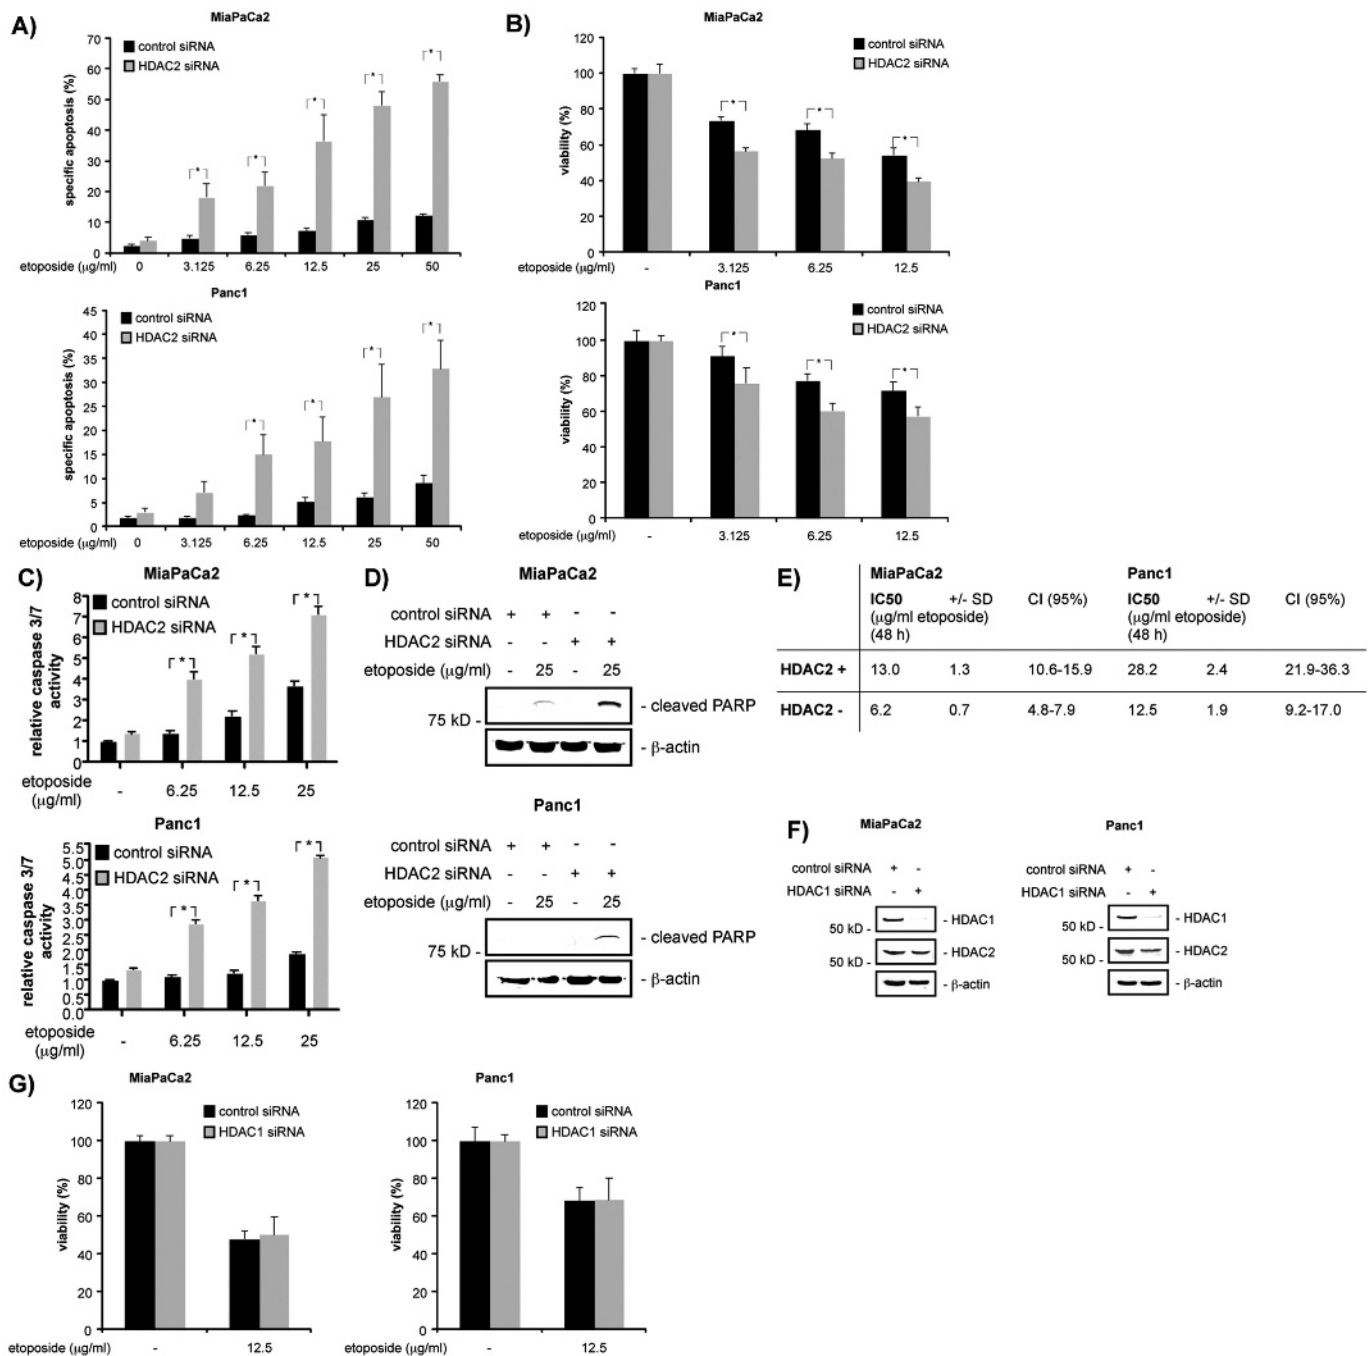 A)
MiaPaCa2
control siRNA
HDAC2 siRNA
specific apoptosis (%)
70
60
50
40
30
20
10
0
* * * * *
etoposide (µg/ml) 0 3.125 6.25 12.5 25 50
Panc1
control siRNA
HDAC2 siRNA
specific apoptosis (%)
45
40
35
30
25
20
15
10
5
0
* * * *
etoposide (µg/ml) 0 3.125 6.25 12.5 25 50
B)
MiaPaCa2
control siRNA
HDAC2 siRNA
viability (%)
120
100
80
60
40
20
0
* * *
etoposide (µg/ml) - 3.125 6.25 12.5
Panc1
control siRNA
HDAC2 siRNA
viability (%)
120
100
80
60
40
20
0
* * *
etoposide (µg/ml) - 3.125 6.25 12.5
C)
MiaPaCa2
control siRNA
HDAC2 siRNA
relative caspase 3/7
activity
8
7
6
5
4
3
2
1
0
* * *
etoposide
(µg/ml) - 6.25 12.5 25
Panc1
control siRNA
HDAC2 siRNA
relative caspase 3/7
activity
5.5
5.0
4.5
4.0
3.5
3.0
2.5
2.0
1.5
1.0
0.5
0.0
* * *
etoposide
(µg/ml) - 6.25 12.5 25
D)
MiaPaCa2
control siRNA + + - -
HDAC2 siRNA - - + +
etoposide (µg/ml) - 25 - 25
- cleaved PARP
75 kD -
- β-actin
Panc1
control siRNA + + - -
HDAC2 siRNA - - + +
etoposide (µg/ml) - 25 - 25
- cleaved PARP
75 kD -
- β-actin
E)
MiaPaCa2 Panc1
IC50 +/- SD CI (95%) IC50 +/- SD CI (95%)
(µg/ml etoposide) (µg/ml etoposide)
(48 h) (48 h)
HDAC2 + 13.0 1.3 10.6-15.9 28.2 2.4 21.9-36.3
HDAC2 - 6.2 0.7 4.8-7.9 12.5 1.9 9.2-17.0
F)
MiaPaCa2
control siRNA + -
HDAC1 siRNA - +
- HDAC1
50 kD -
- HDAC2
50 kD -
- β-actin
Panc1
control siRNA + -
HDAC1 siRNA - +
- HDAC1
50 kD -
- HDAC2
50 kD -
- β-actin
G)
MiaPaCa2
control siRNA
HDAC1 siRNA
viability (%)
120
100
80
60
40
20
0
etoposide (µg/ml) - 12.5
Panc1
control siRNA
HDAC1 siRNA
viability (%)
120
100
80
60
40
20
0
etoposide (µg/ml) - 12.5